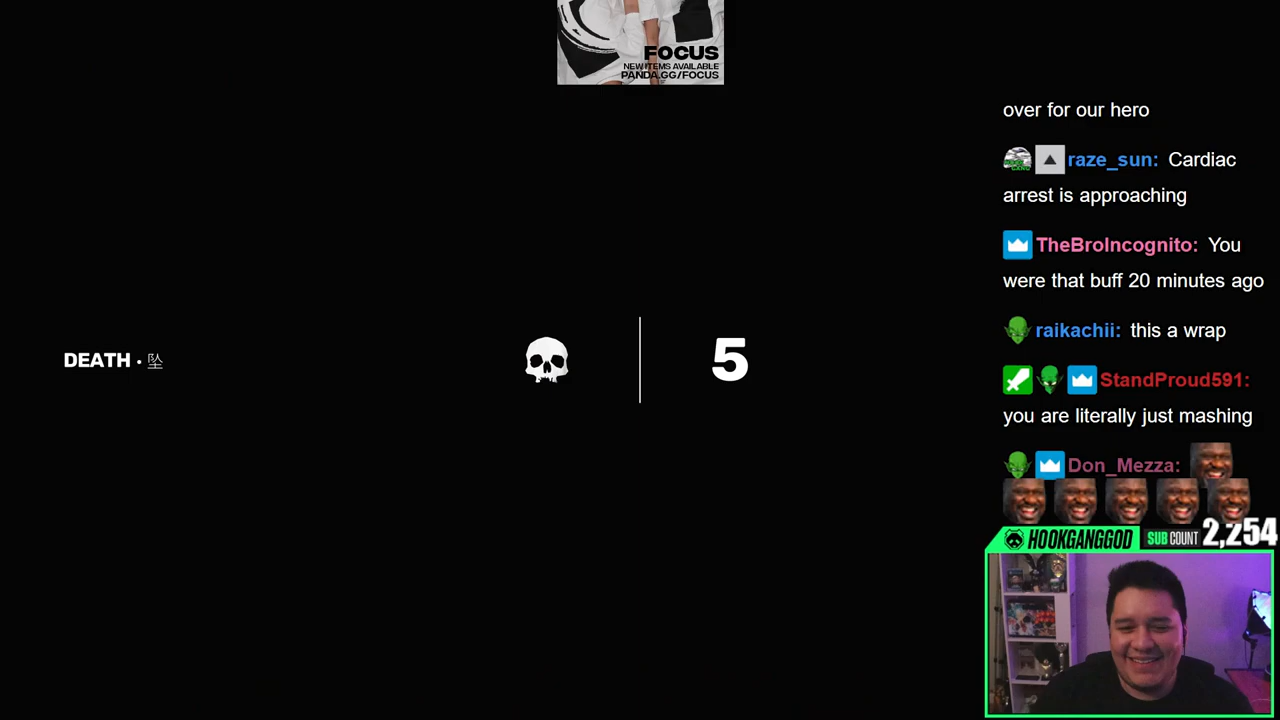 FOCUS
NEW ITEMS AVAILABLE
PANDA.GG/FOCUS
over for our hero
raze_sun: Cardiac
arrest is approaching
TheBroIncognito: You
were that buff 20 minutes ago
raikachii: this a wrap
DEATH • 坠
5
StandProud591:
you are literally just mashing
Don_Mezza:
HOOKGANGGOD SUB COUNT 2,254